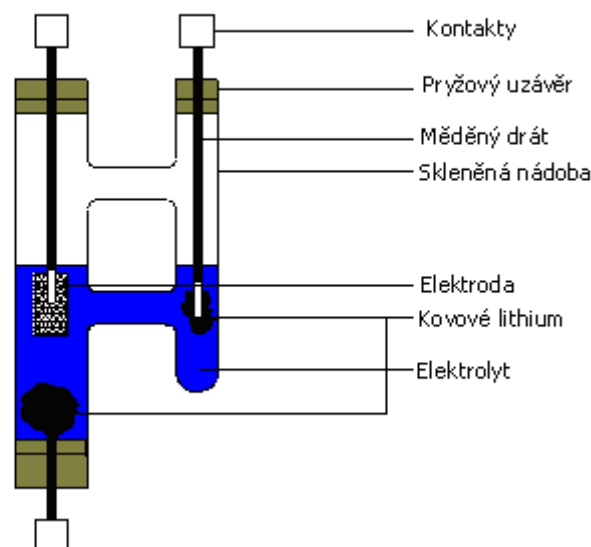 Kontakty
Pryžový uzávěr
Měděný drát
Skleněná nádoba
Elektroda
Kovové lithium
Elektrolyt